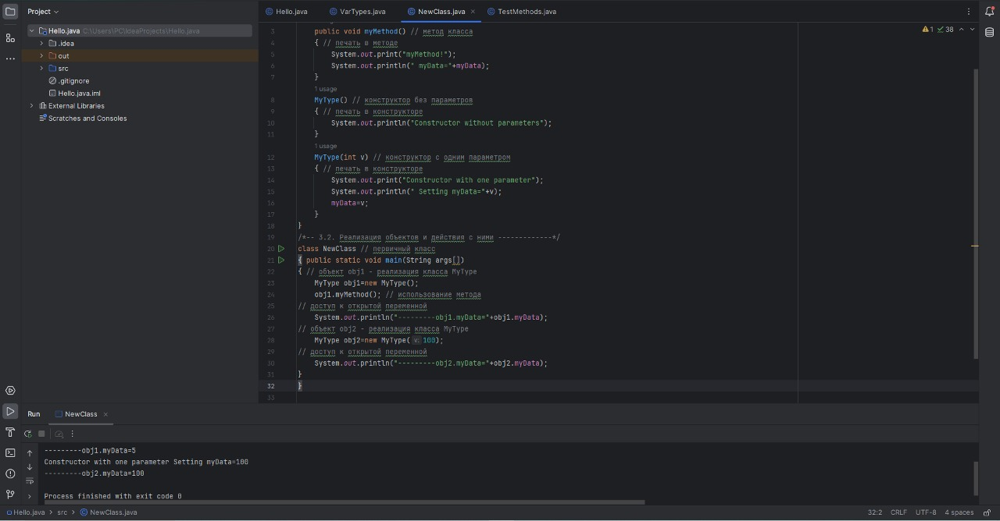 Project
Hello.java
VarTypes.java
NewClass.java
TestMethods.java
Hello.java C:\Users\PC\IdeaProjects\Hello.java
.idea
out
src
.gitignore
Hello.java.iml
External Libraries
Scratches and Consoles
1 38
3 public void myMethod() // метод класса
4 { // печать в методе
5 System.out.print("myMethod!");
6 System.out.println(" myData="+myData);
7 }
1 usage
8 MyType() // конструктор без параметров
9 { // печать в конструкторе
10 System.out.println("Constructor without parameters");
11 }
1 usage
12 MyType(int v) // конструктор с одним параметром
13 { // печать в конструкторе
14 System.out.print("Constructor with one parameter");
15 System.out.println(" Setting myData="+v);
16 myData=v;
17 }
18 }
19 /*-- 3.2. Реализация объектов и действия с ними -------------*/
20 class NewClass // первичный класс
21 { public static void main(String args[])
22 { // объект obj1 - реализация класса MyType
23 MyType obj1=new MyType();
24 obj1.myMethod(); // использование метода
25 // доступ к открытой переменной
26 System.out.println("---------obj1.myData="+obj1.myData);
27 // объект obj2 - реализация класса MyType
28 MyType obj2=new MyType( v: 100);
29 // доступ к открытой переменной
30 System.out.println("---------obj2.myData="+obj2.myData);
31 }
32 }
33
Run NewClass
---------obj1.myData=5
Constructor with one parameter Setting myData=100
---------obj2.myData=100
Process finished with exit code 0
Hello.java > src > NewClass.java
32:2 CRLF UTF-8 4 spaces